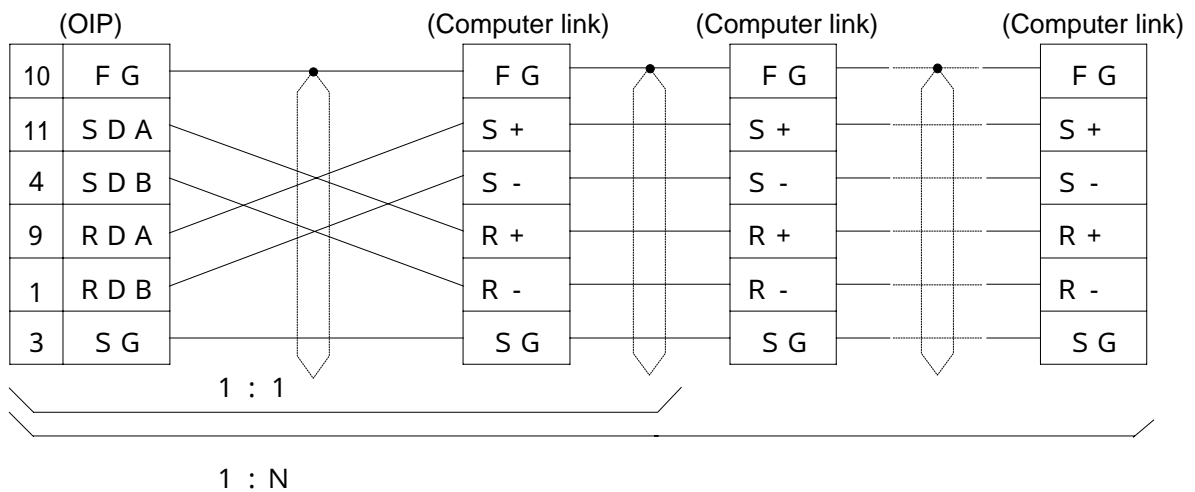 (OIP) (Computer link) (Computer link) (Computer link)
10 F G F G F G F G
11 S D A S + S + S +
4 S D B S - S - S -
9 R D A R + R + R +
1 R D B R - R - R -
3 S G S G S G S G
1 : 1
1 : N